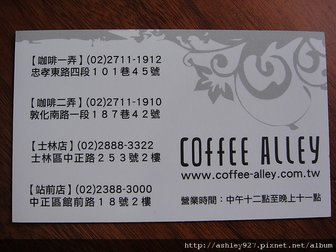 【咖啡一弄】(02)2711-1912
忠孝東路四段１０１巷４５號
【咖啡二弄】(02)2711-1910
敦化南路一段１８７巷４２號
【士林店】(02)2888-3322
士林區中正路２５３號２樓
【站前店】(02)2388-3000
中正區館前路１８號２樓
COFFEE ALLEY
www.coffee-alley.com.tw
營業時間：中午十二點至晚上十一點
http://ashley927.pixnet.net/album